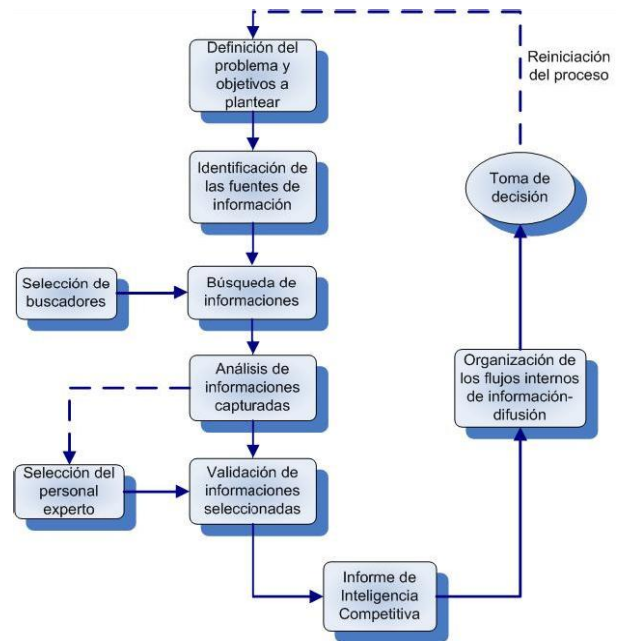 Definición del
problema y
objetivos a
plantear
Reiniciación
del proceso
Identificación de
las fuentes de
información
Toma de
decisión
Selección de
buscadores
Búsqueda de
informaciones
Análisis de
informaciones
capturadas
Organización de
los flujos internos
de información-
difusión
Selección del
personal
experto
Validación de
informaciones
seleccionadas
Informe de
Inteligencia
Competitiva